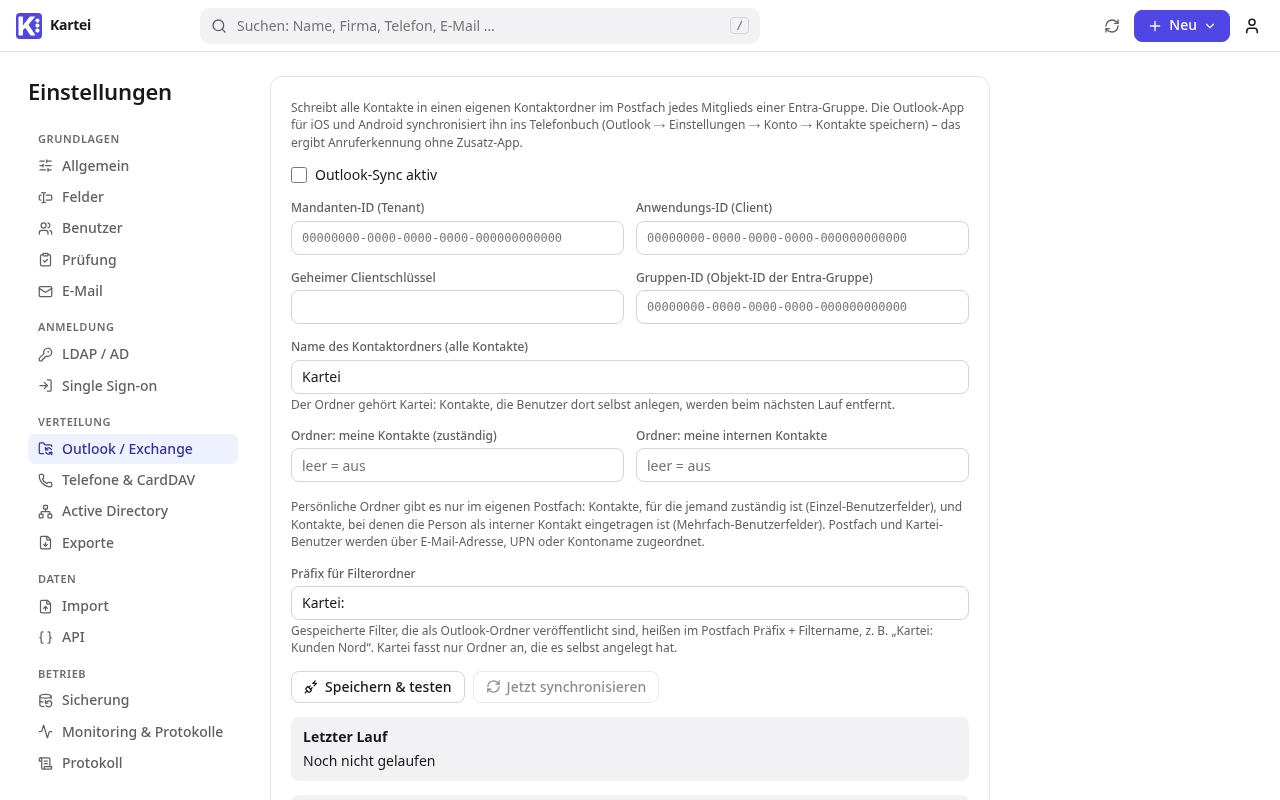 Kartei
Suchen: Name, Firma, Telefon, E-Mail ...
/
Neu
Einstellungen
GRUNDLAGEN
Allgemein
Felder
Benutzer
Prüfung
E-Mail
ANMELDUNG
LDAP / AD
Single Sign-on
VERTEILUNG
Outlook / Exchange
Telefone & CardDAV
Active Directory
Exporte
DATEN
Import
API
BETRIEB
Sicherung
Monitoring & Protokolle
Protokoll
Schreibt alle Kontakte in einen eigenen Kontaktordner im Postfach jedes Mitglieds einer Entra-Gruppe. Die Outlook-App
für iOS und Android synchronisiert ihn ins Telefonbuch (Outlook → Einstellungen → Konto → Kontakte speichern) – das
ergibt Anruferkennung ohne Zusatz-App.
Outlook-Sync aktiv
Mandanten-ID (Tenant)
Anwendungs-ID (Client)
00000000-0000-0000-0000-000000000000
00000000-0000-0000-0000-000000000000
Geheimer Clientschlüssel
Gruppen-ID (Objekt-ID der Entra-Gruppe)
00000000-0000-0000-0000-000000000000
Name des Kontaktordners (alle Kontakte)
Kartei
Der Ordner gehört Kartei: Kontakte, die Benutzer dort selbst anlegen, werden beim nächsten Lauf entfernt.
Ordner: meine Kontakte (zuständig)
Ordner: meine internen Kontakte
leer = aus
leer = aus
Persönliche Ordner gibt es nur im eigenen Postfach: Kontakte, für die jemand zuständig ist (Einzel-Benutzerfelder), und
Kontakte, bei denen die Person als interner Kontakt eingetragen ist (Mehrfach-Benutzerfelder). Postfach und Kartei-
Benutzer werden über E-Mail-Adresse, UPN oder Kontoname zugeordnet.
Präfix für Filterordner
Kartei:
Gespeicherte Filter, die als Outlook-Ordner veröffentlicht sind, heißen im Postfach Präfix + Filtername, z. B. „Kartei:
Kunden Nord“. Kartei fasst nur Ordner an, die es selbst angelegt hat.
Speichern & testen
Jetzt synchronisieren
Letzter Lauf
Noch nicht gelaufen